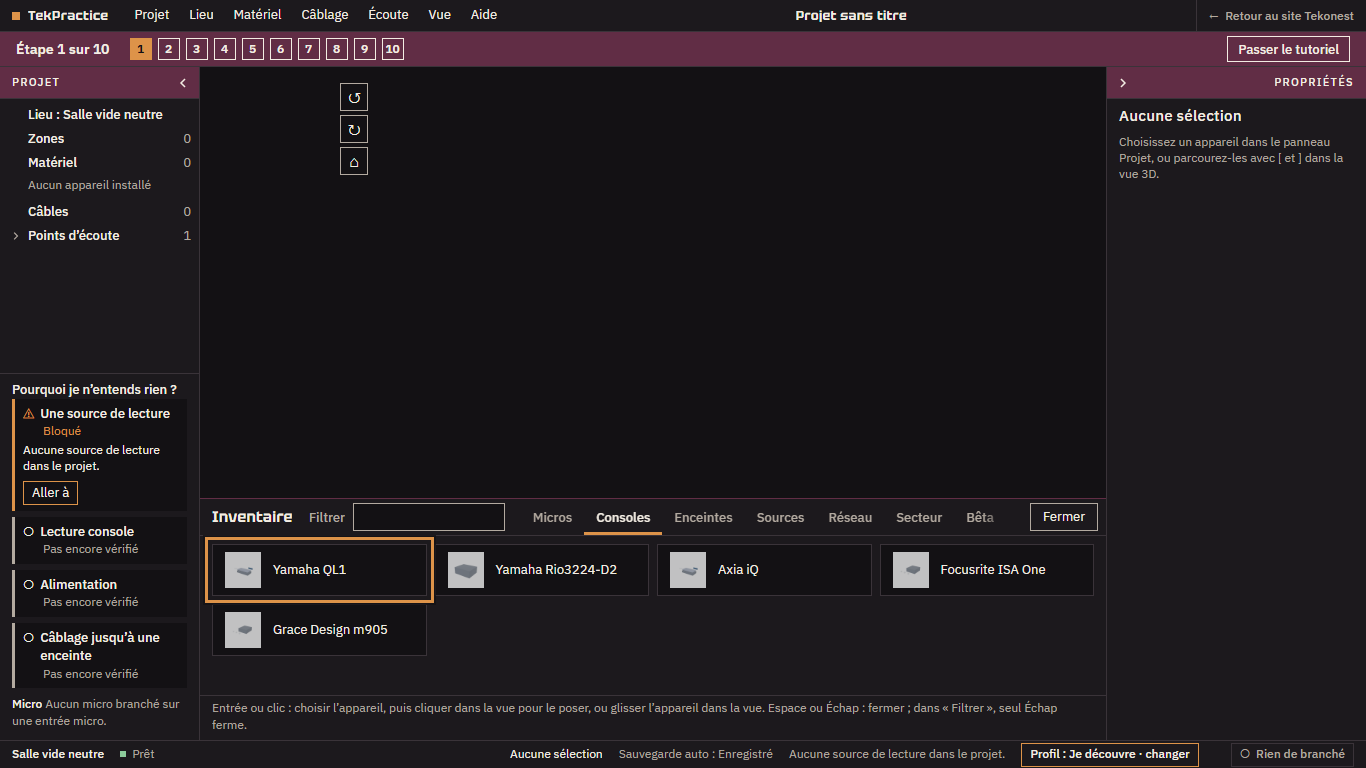 TekPractice Projet Lieu Matériel Câblage Écoute Vue Aide Projet sans titre ← Retour au site Tekonest
Étape 1 sur 10 1 2 3 4 5 6 7 8 9 10 Passer le tutoriel
PROJET
Lieu : Salle vide neutre
Zones 0
Matériel 0
Aucun appareil installé
Câbles 0
Points d’écoute 1
Pourquoi je n’entends rien ?
Une source de lecture
Bloqué
Aucune source de lecture
dans le projet.
Aller à
Lecture console
Pas encore vérifié
Alimentation
Pas encore vérifié
Câblage jusqu’à une
enceinte
Pas encore vérifié
Micro Aucun micro branché sur
une entrée micro.
PROPRIÉTÉS
Aucune sélection
Choisissez un appareil dans le panneau
Projet, ou parcourez-les avec [ et ] dans la
vue 3D.
Inventaire Filtrer Micros Consoles Enceintes Sources Réseau Secteur Bêta Fermer
Yamaha QL1 Yamaha Rio3224-D2 Axia iQ Focusrite ISA One
Grace Design m905
Entrée ou clic : choisir l’appareil, puis cliquer dans la vue pour le poser, ou glisser l’appareil dans la vue. Espace ou Échap : fermer ; dans « Filtrer », seul Échap
ferme.
Salle vide neutre Prêt Aucune sélection Sauvegarde auto : Enregistré Aucune source de lecture dans le projet. Profil : Je découvre · changer Rien de branché